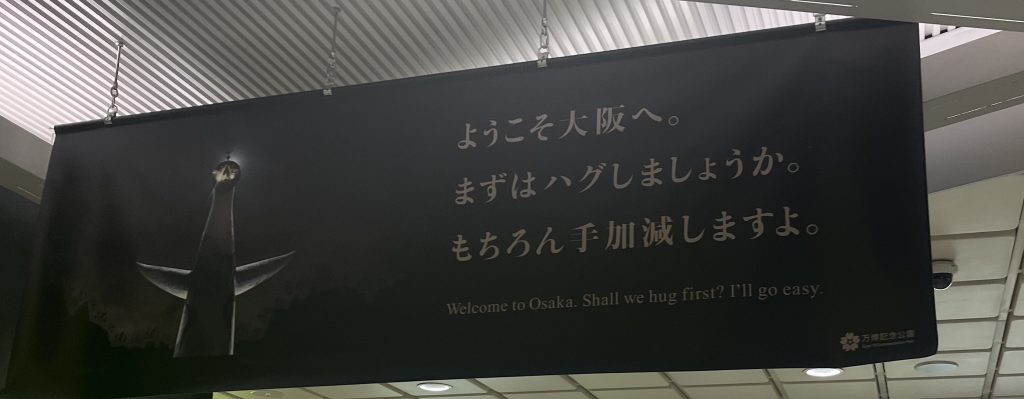 ようこそ大阪へ。
まずはハグしましょうか。
もちろん手加減しますよ。
Welcome to Osaka. Shall we hug first? I'll go easy.
万博記念公園